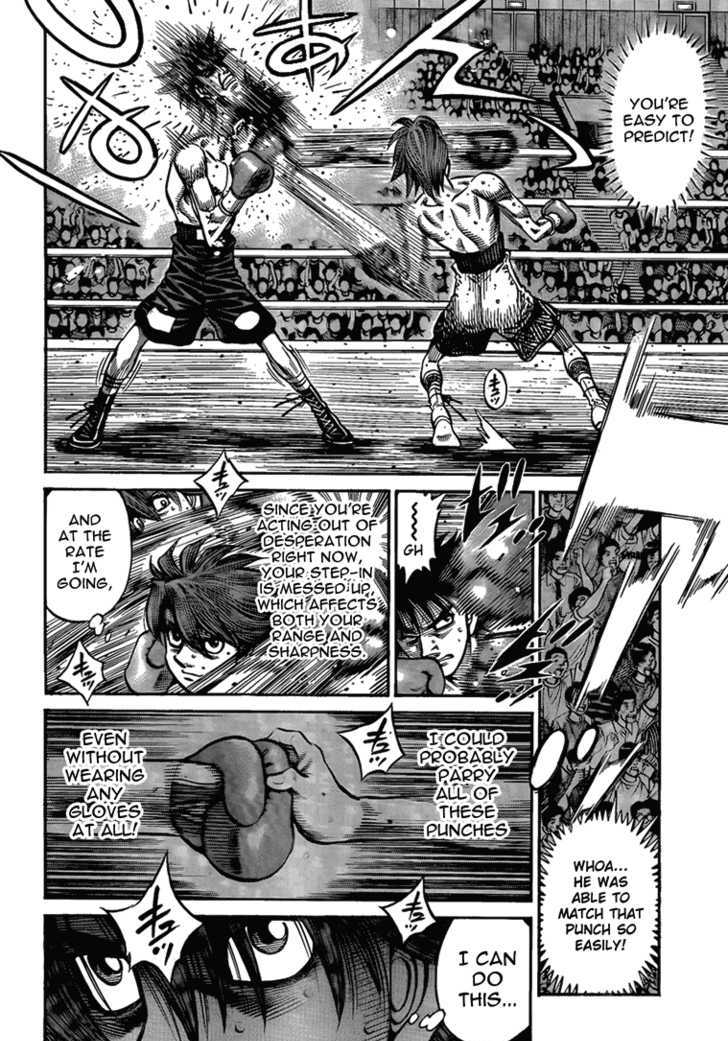 YOU'RE
EASY TO
PREDICT!
WHOA...
HE WAS
ABLE TO
MATCH THAT
PUNCH SO
EASILY!
GH
SINCE YOU'RE
ACTING OUT OF
DESPERATION
RIGHT NOW,
YOUR STEP-IN
IS MESSED UP,
WHICH AFFECTS
BOTH YOUR
RANGE AND
SHARPNESS.
AND
AT THE
RATE
I'M
GOING,
I COULD
PROBABLY
PARRY
ALL OF
THESE
PUNCHES
EVEN
WITHOUT
WEARING
ANY
GLOVES
AT ALL!
I CAN
DO
THIS...